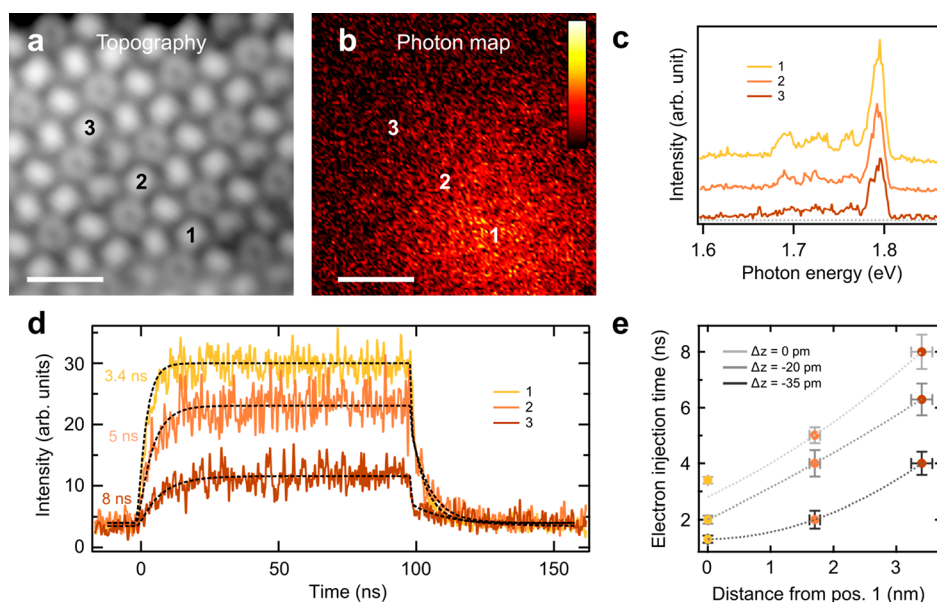 a Topography
3
2
1
b Photon map
3
2
1
c
Intensity (arb. unit)
1
2
3
1.6 1.7 1.8
Photon energy (eV)
d
Intensity (arb. units)
30
20
10
0
3.4 ns
5 ns
8 ns
1
2
3
0 50 100 150
Time (ns)
e
Electron injection time (ns)
8
6
4
2
Δz = 0 pm
Δz = -20 pm
Δz = -35 pm
0 1 2 3
Distance from pos. 1 (nm)